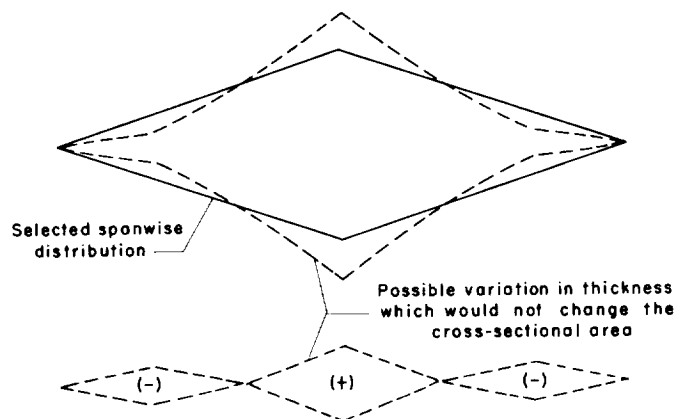 Selected spanwise
distribution
Possible variation in thickness
which would not change the
cross-sectional area
(-)
(+)
(-)